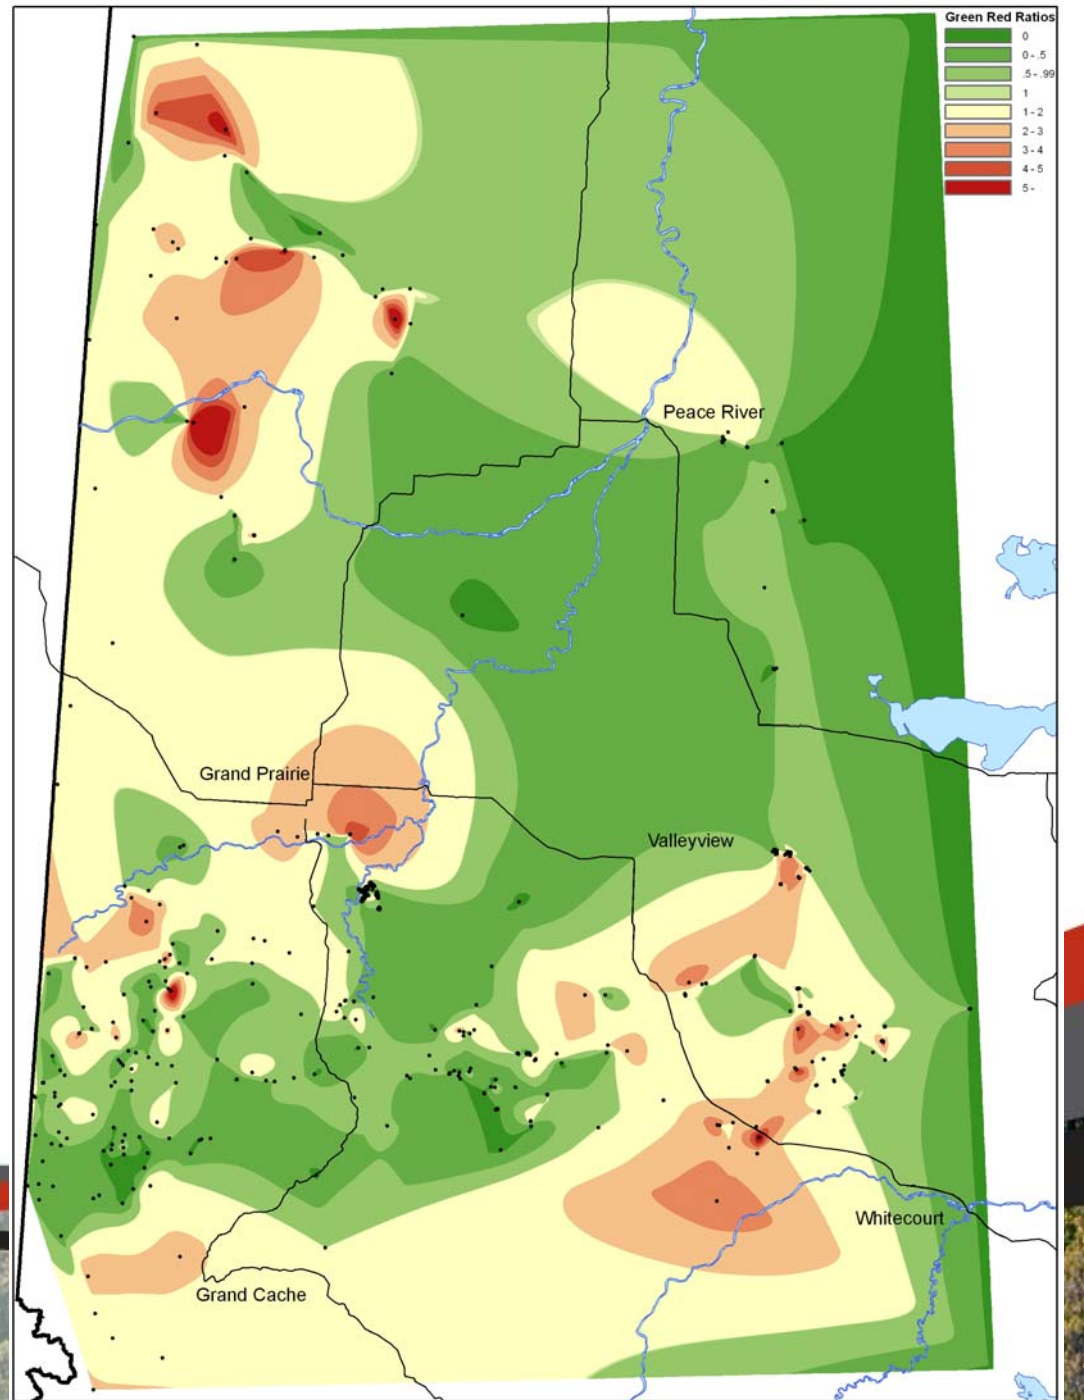 Green Red Ratios
0
0 - .5
.5 - .99
1
1 - 2
2 - 3
3 - 4
4 - 5
5 -
Peace River
Grand Prairie
Valleyview
Whitecourt
Grand Cache